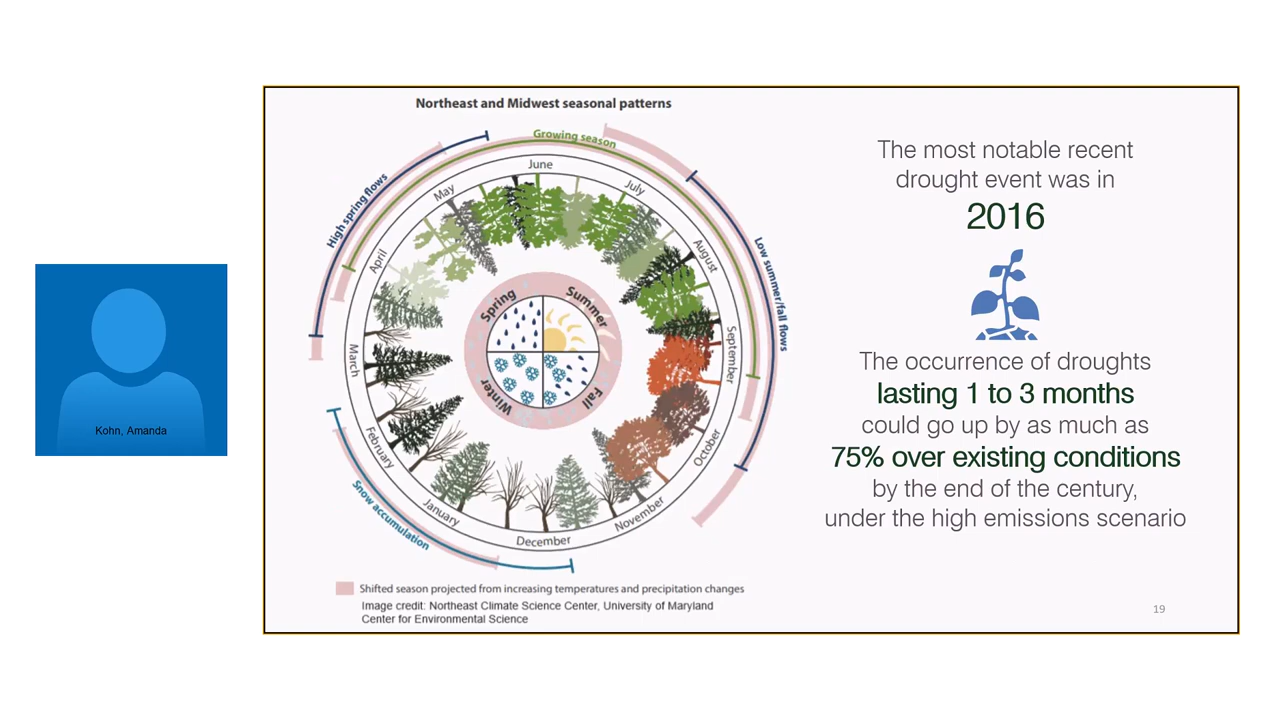 Northeast and Midwest seasonal patterns
Growing season
High spring flows
Low summer/fall flows
Snow accumulation
June
July
August
September
October
November
December
January
February
March
April
May
Spring
Summer
Fall
Winter
Shifted season projected from increasing temperatures and precipitation changes
Image credit: Northeast Climate Science Center, University of Maryland
Center for Environmental Science
The most notable recent
drought event was in
2016
The occurrence of droughts
lasting 1 to 3 months
could go up by as much as
75% over existing conditions
by the end of the century,
under the high emissions scenario
19
Kohn, Amanda